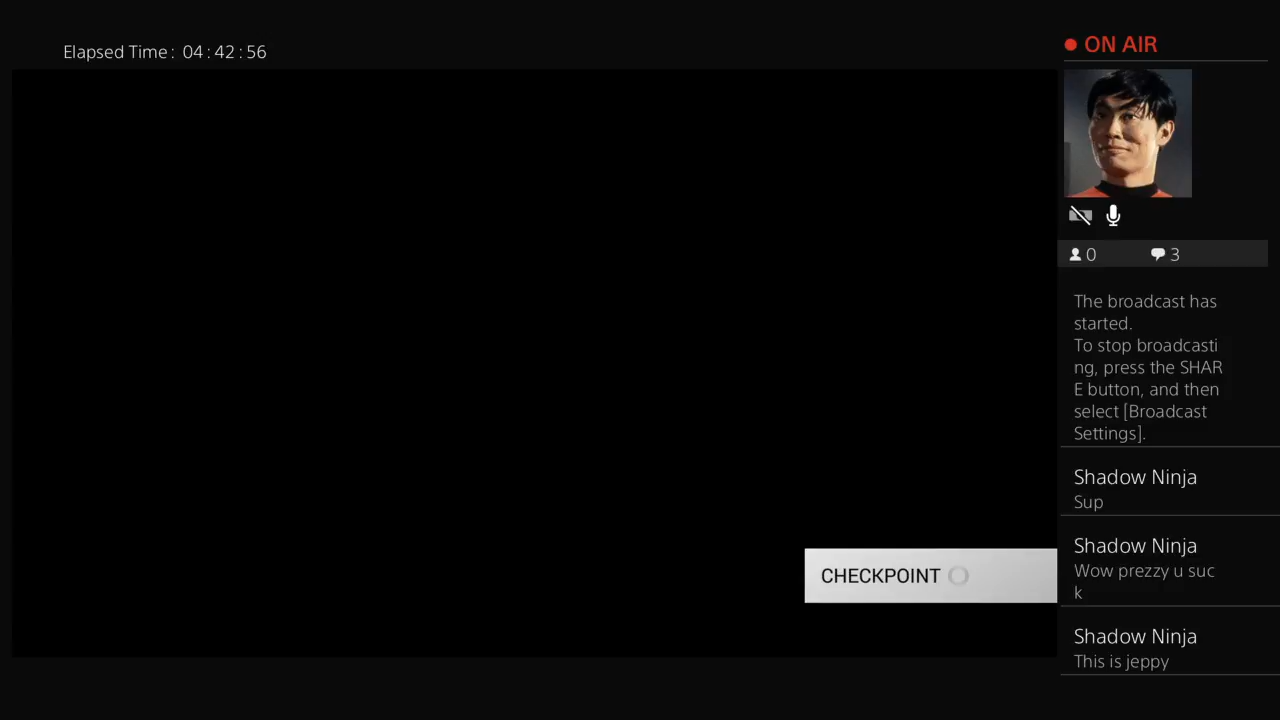 Elapsed Time: 04:42:56
ON AIR
0 3
The broadcast has
started.
To stop broadcasti
ng, press the SHAR
E button, and then
select [Broadcast
Settings].
Shadow Ninja
Sup
Shadow Ninja
Wow prezzy u suc
k
Shadow Ninja
This is jeppy
CHECKPOINT